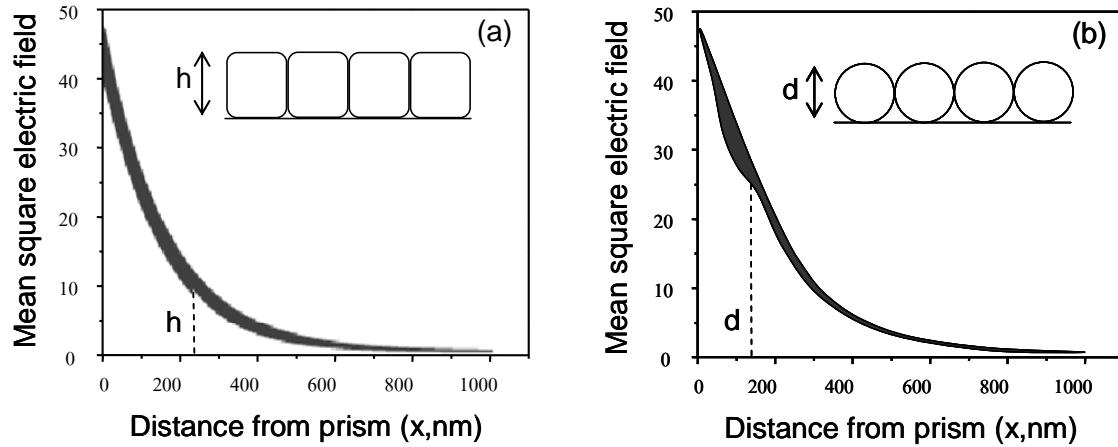 (a)
Mean square electric field
50
40
30
20
10
0
h
h
0 200 400 600 800 1000
Distance from prism (x,nm)
(b)
Mean square electric field
50
40
30
20
10
0
d
d
0 200 400 600 800 1000
Distance from prism (x,nm)